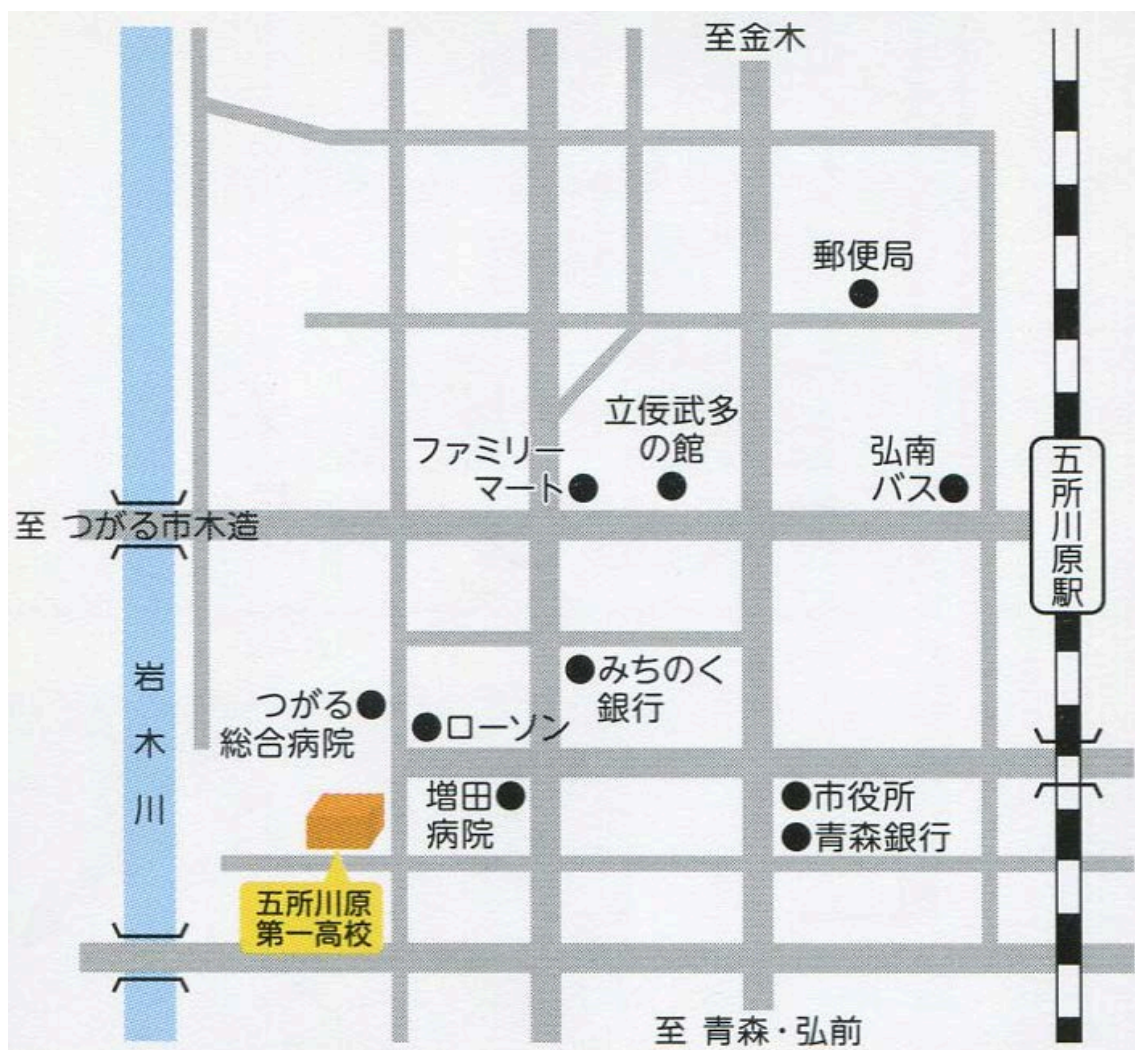 至金木
郵便局
立佞武多
の館
ファミリー
マート
弘南
バス
五所川原駅
至 つがる市木造
岩木川
みちのく
銀行
つがる
総合病院
ローソン
増田
病院
市役所
青森銀行
五所川原
第一高校
至 青森・弘前